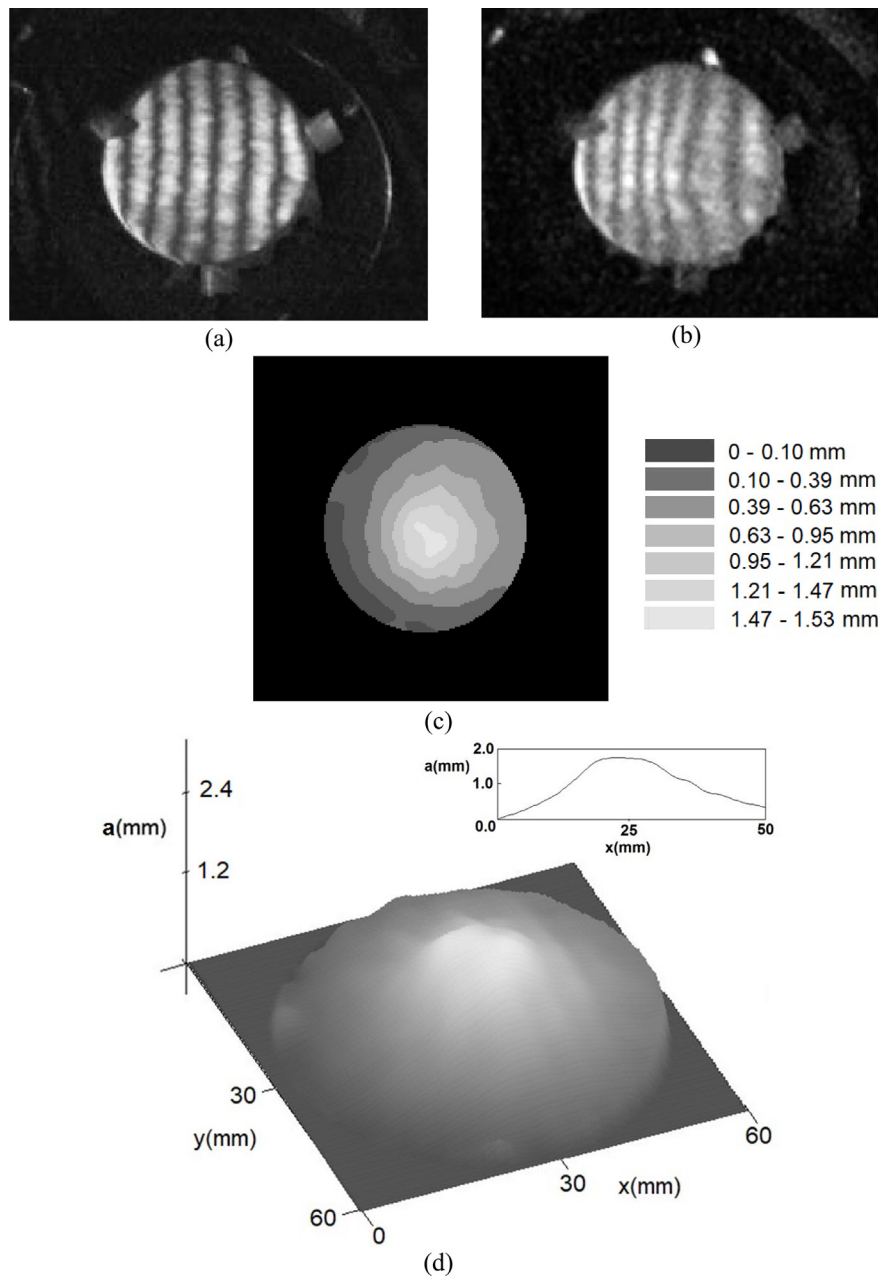 (a)
(b)
0 - 0.10 mm
0.10 - 0.39 mm
0.39 - 0.63 mm
0.63 - 0.95 mm
0.95 - 1.21 mm
1.21 - 1.47 mm
1.47 - 1.53 mm
(c)
2.0
a(mm)
1.0
0.0
25
50
x(mm)
2.4
a(mm)
1.2
30
y(mm)
60
0
30
x(mm)
60
(d)